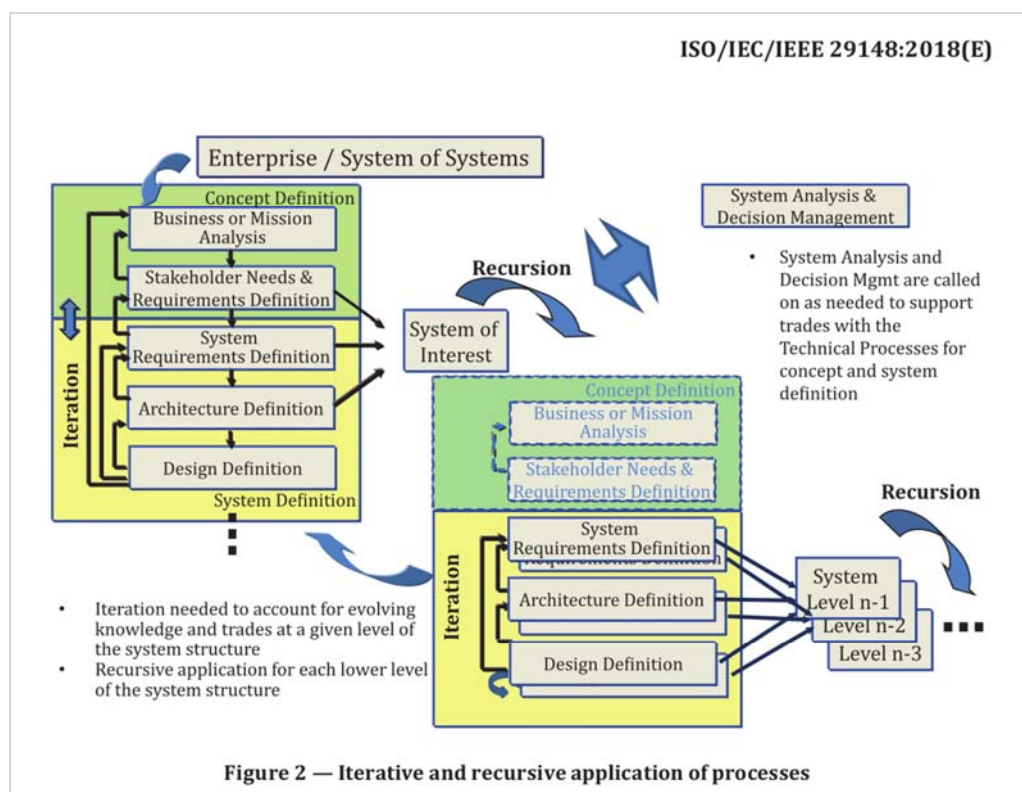 ISO/IEC/IEEE 29148:2018(E)
Enterprise / System of Systems
Concept Definition
Business or Mission
Analysis
Stakeholder Needs &
Requirements Definition
System
Requirements Definition
Architecture Definition
Design Definition
System Definition
Iteration
Recursion
System of
Interest
System Analysis &
Decision Management
• System Analysis and
Decision Mgmt are called
on as needed to support
trades with the
Technical Processes for
concept and system
definition
Concept Definition
Business or Mission
Analysis
Stakeholder Needs &
Requirements Definition
System
Requirements Definition
Requirements Definition
Architecture Definition
Design Definition
Iteration
Recursion
System
Level n-1
Level n-2
Level n-3
• Iteration needed to account for evolving
knowledge and trades at a given level of
the system structure
• Recursive application for each lower level
of the system structure
Figure 2 — Iterative and recursive application of processes